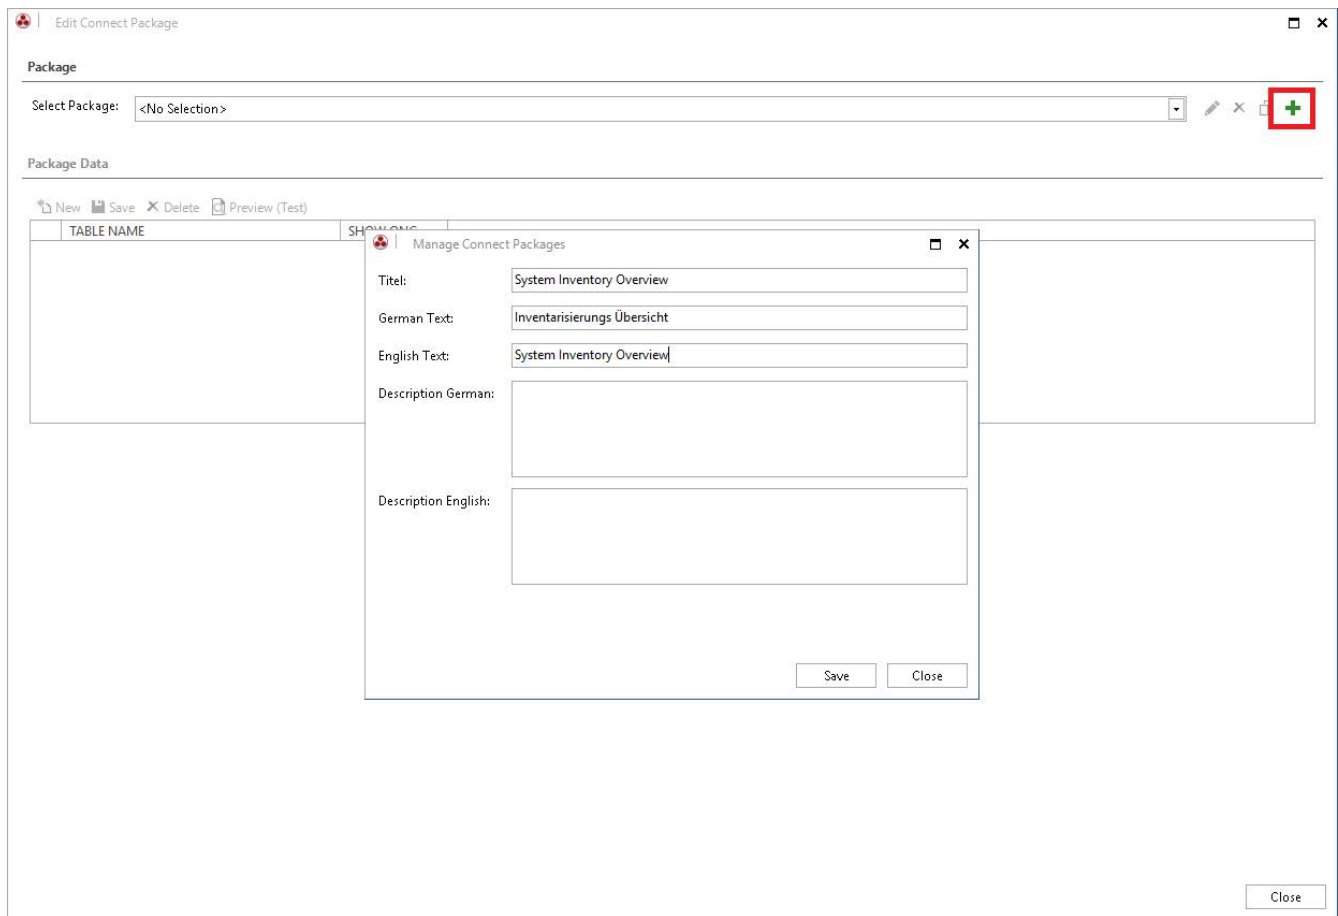 Edit Connect Package
Package
Select Package: <No Selection>
Package Data
New Save Delete Preview (Test)
TABLE NAME
Manage Connect Packages
Titel: System Inventory Overview
German Text: Inventarisierungs Übersicht
English Text: System Inventory Overview
Description German:
Description English:
Save Close
Close